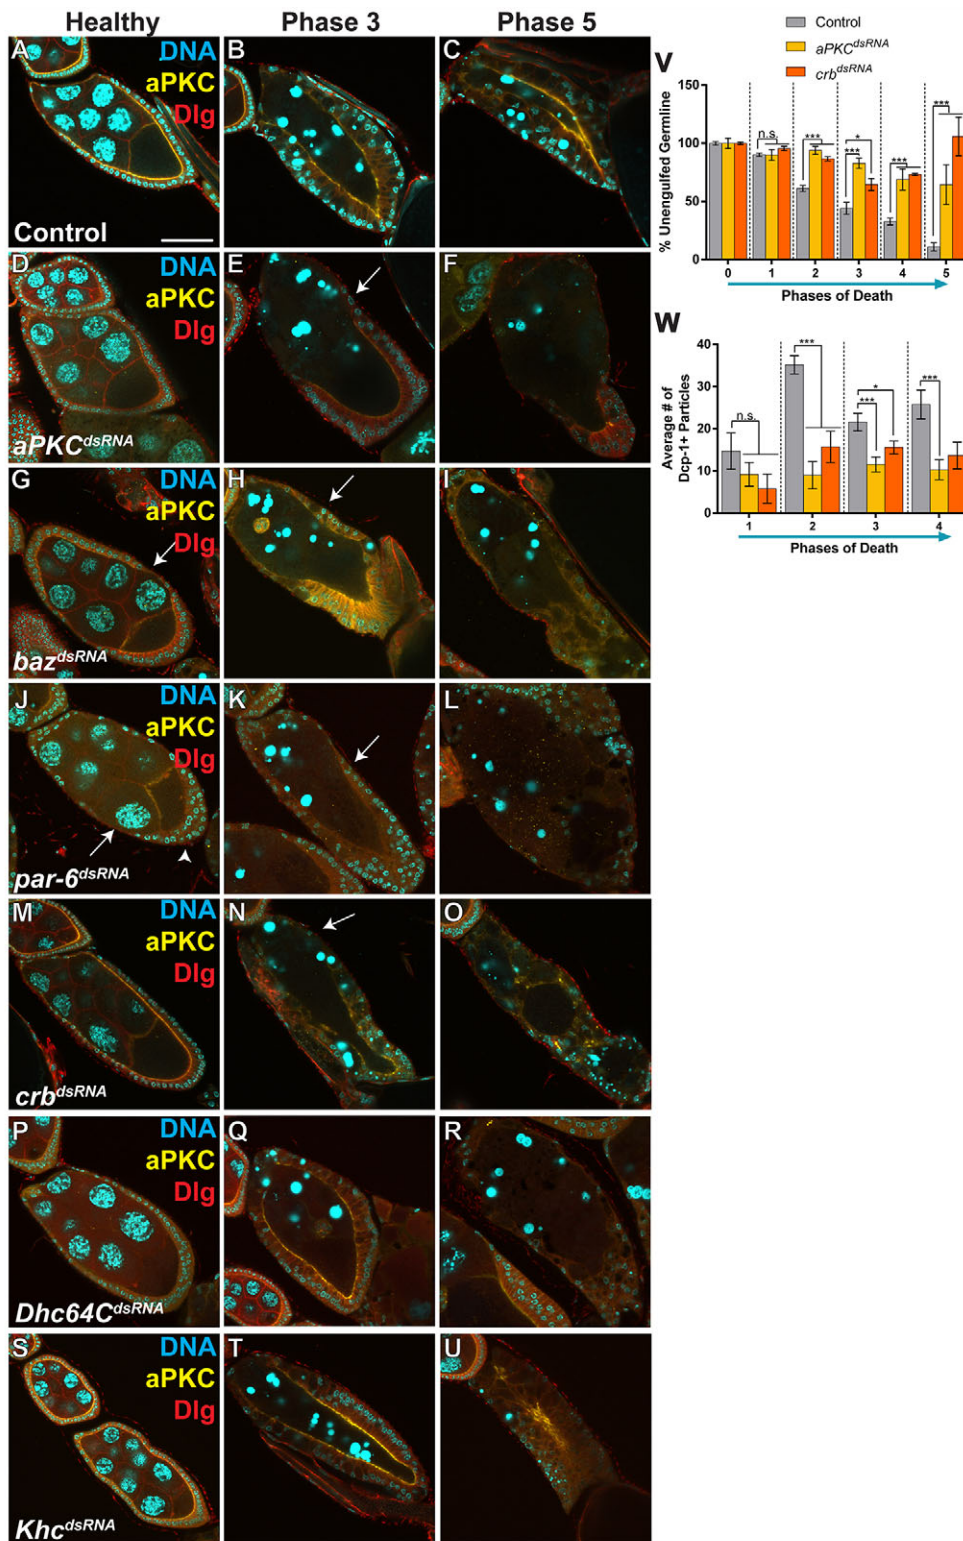 Healthy Phase 3 Phase 5
A DNA aPKC Dlg Control
B
C
D DNA aPKC Dlg aPKCdsRNA
E
F
G DNA aPKC Dlg bazdsRNA
H
I
J DNA aPKC Dlg par-6dsRNA
K
L
M DNA aPKC Dlg crbdsRNA
N
O
P DNA aPKC Dlg Dhc64CdsRNA
Q
R
S DNA aPKC Dlg KhcdsRNA
T
U
Control
aPKCdsRNA
crbdsRNA
V
% Unengulfed Germline
100
50
0
n.s. *** *** * *** ***
0 1 2 3 4 5
Phases of Death
W
Average # of
Dcp-1+ Particles
40
30
20
10
0
n.s. *** *** * ***
1 2 3 4
Phases of Death